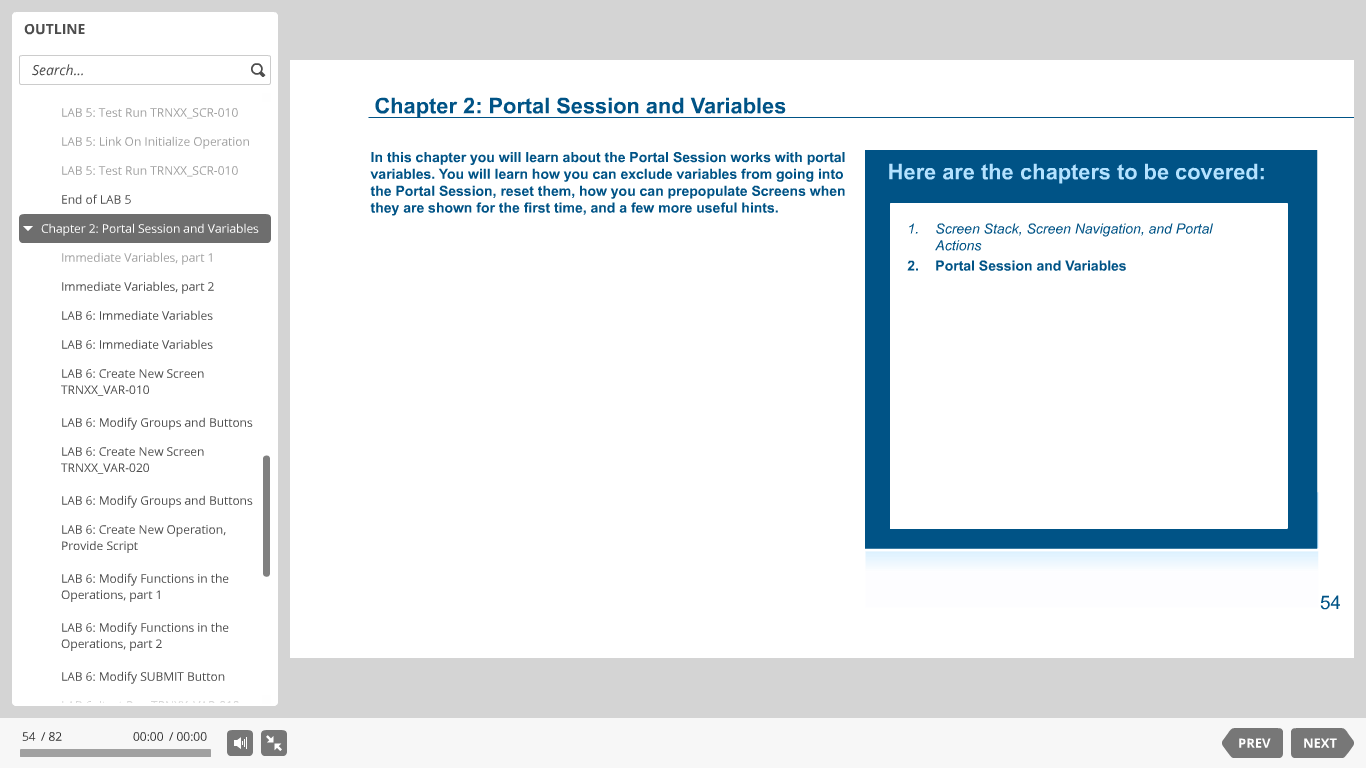 OUTLINE
Search...
LAB 5: Test Run TRNXX_SCR-010
LAB 5: Link On Initialize Operation
LAB 5: Test Run TRNXX_SCR-010
End of LAB 5
Chapter 2: Portal Session and Variables
Immediate Variables, part 1
Immediate Variables, part 2
LAB 6: Immediate Variables
LAB 6: Immediate Variables
LAB 6: Create New Screen
TRNXX_VAR-010
LAB 6: Modify Groups and Buttons
LAB 6: Create New Screen
TRNXX_VAR-020
LAB 6: Modify Groups and Buttons
LAB 6: Create New Operation,
Provide Script
LAB 6: Modify Functions in the
Operations, part 1
LAB 6: Modify Functions in the
Operations, part 2
LAB 6: Modify SUBMIT Button
Chapter 2: Portal Session and Variables
In this chapter you will learn about the Portal Session works with portal
variables. You will learn how you can exclude variables from going into
the Portal Session, reset them, how you can prepopulate Screens when
they are shown for the first time, and a few more useful hints.
Here are the chapters to be covered:
1. Screen Stack, Screen Navigation, and Portal
Actions
2. Portal Session and Variables
54
54 / 82
00:00 / 00:00
PREV
NEXT